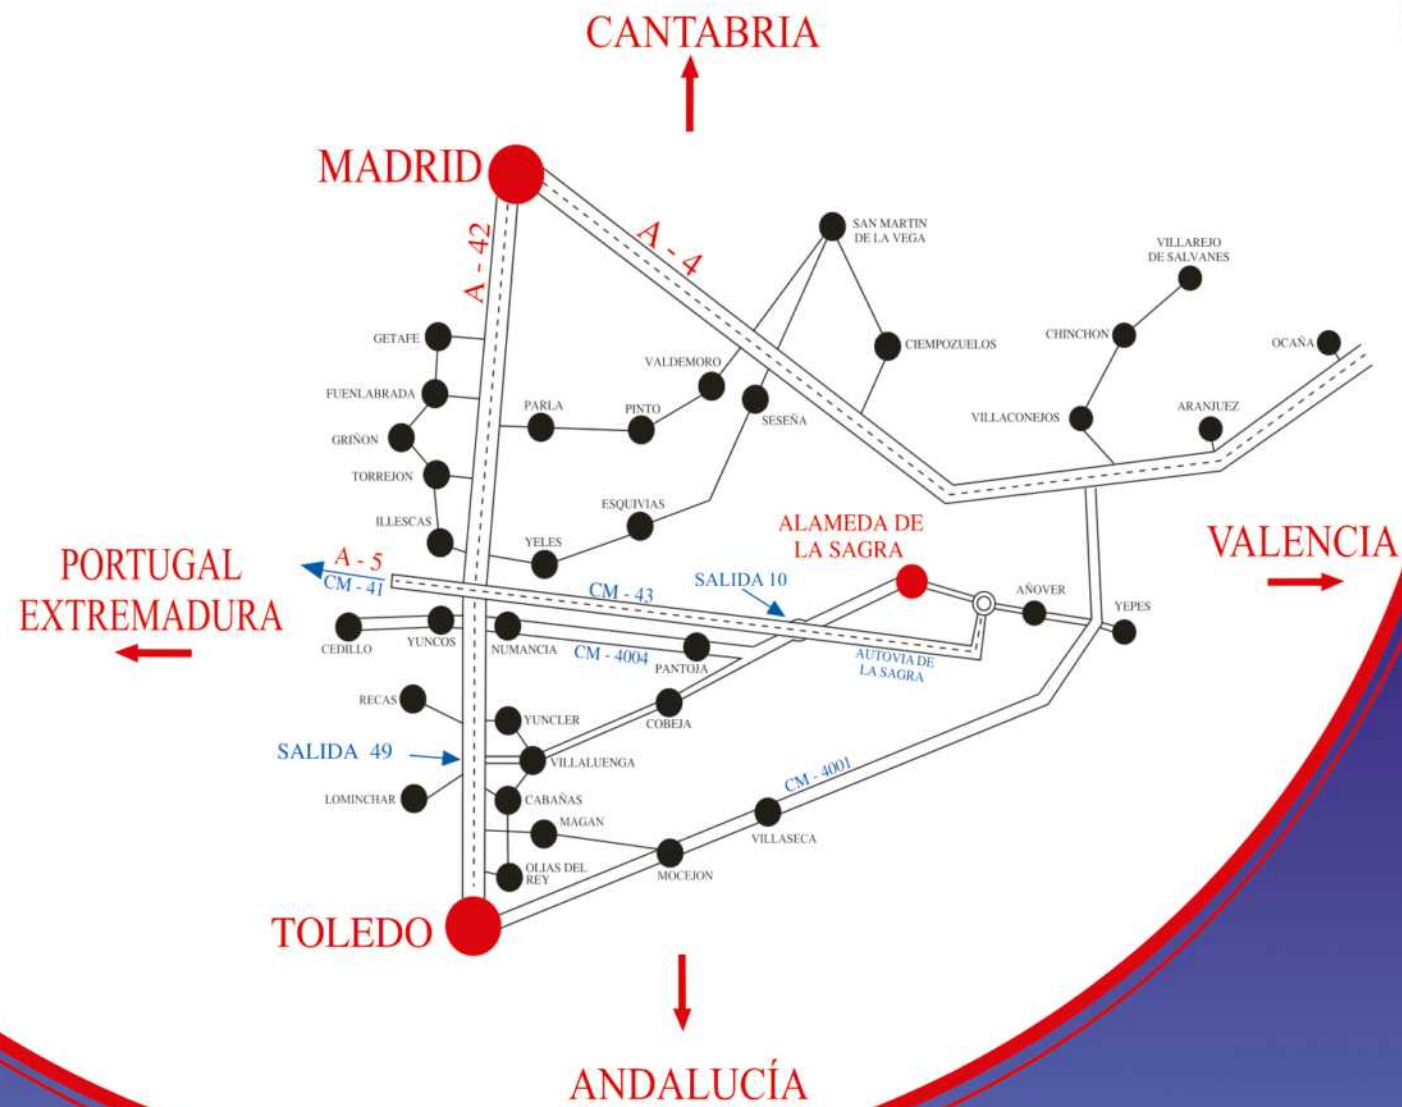 CANTABRIA
MADRID
A - 42
A - 4
SAN MARTIN
DE LA VEGA
VILLAREJO
DE SALVANES
GETAFE
CIEMPOZUELOS
CHINCHON
OCAÑA
VALDEMORO
FUENLABRADA
PARLA
PINTO
SESEÑA
VILLACONEJOS
ARANJUEZ
GRIÑON
TORREJON
ESQUIVIAS
ILLESCAS
YELES
ALAMEDA DE
LA SAGRA
VALENCIA
PORTUGAL
EXTREMADURA
A - 5
CM - 41
CM - 43
SALIDA 10
AÑOVER
YEPES
CEDILLO
YUNCOS
NUMANCIA
CM - 4004
PANTOJA
AUTOVIA DE
LA SAGRA
RECAS
YUNCLER
COBEJA
SALIDA 49
VILLALUENGA
CM - 4001
LOMINCHAR
CABAÑAS
MAGAN
VILLASECA
OLIAS DEL
REY
MOCEJON
TOLEDO
ANDALUCÍA